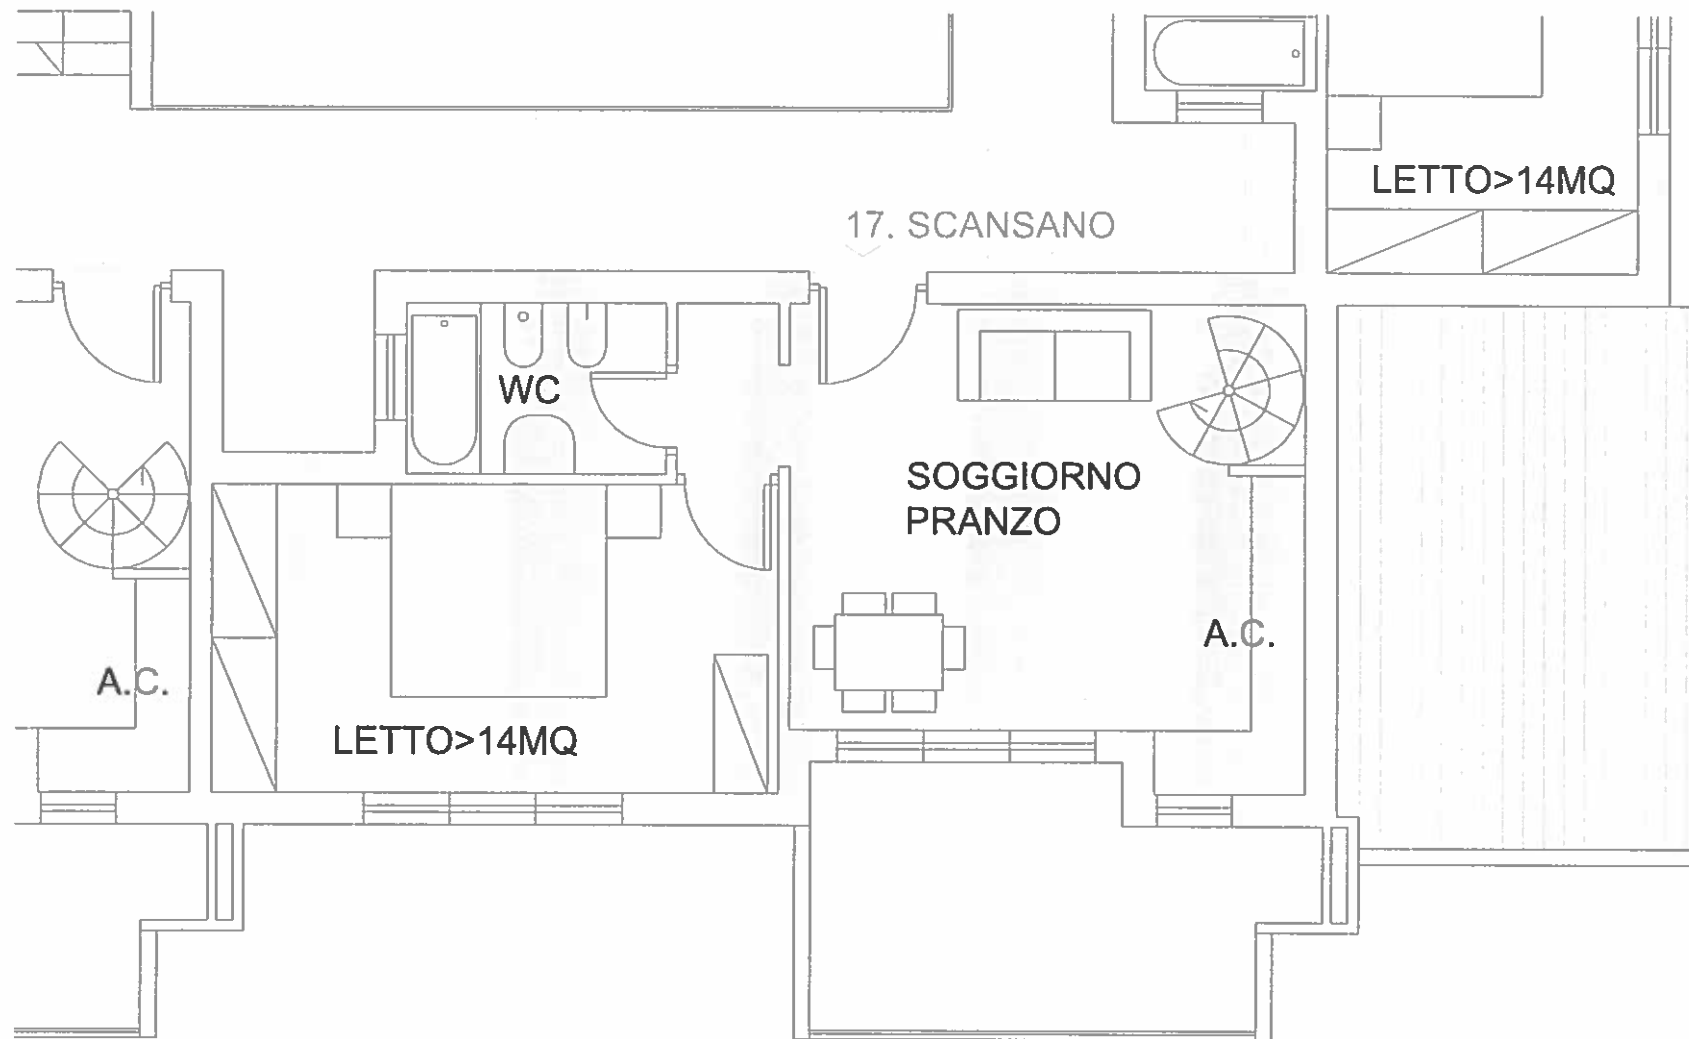 LETTO>14MQ
17. SCANSANO
WC
SOGGIORNO
PRANZO
A.C.
A.C.
LETTO>14MQ